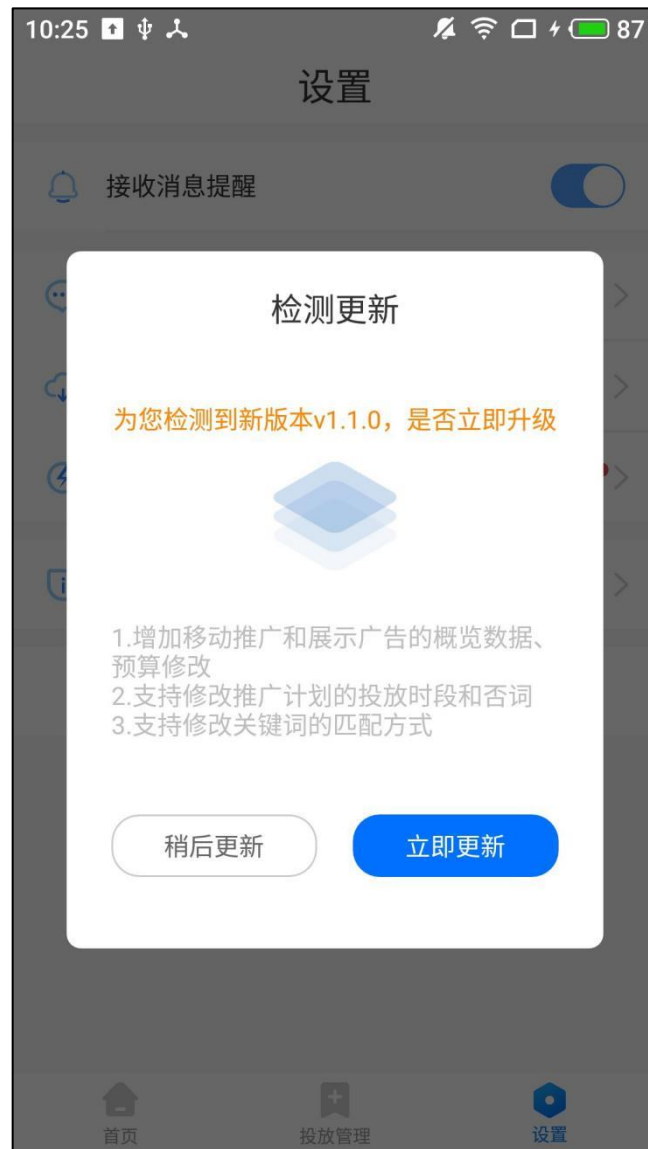 10:25
87
设置
接收消息提醒
检测更新
为您检测到新版本v1.1.0，是否立即升级
1.增加移动推广和展示广告的概览数据、
预算修改
2.支持修改推广计划的投放时段和否词
3.支持修改关键词的匹配方式
稍后更新
立即更新
首页
投放管理
设置